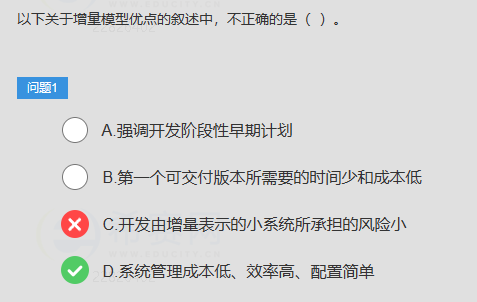 以下关于增量模型优点的叙述中，不正确的是（ ）。
问题1
A.强调开发阶段性早期计划
B.第一个可交付版本所需要的时间少和成本低
C.开发由增量表示的小系统所承担的风险小
D.系统管理成本低、效率高、配置简单